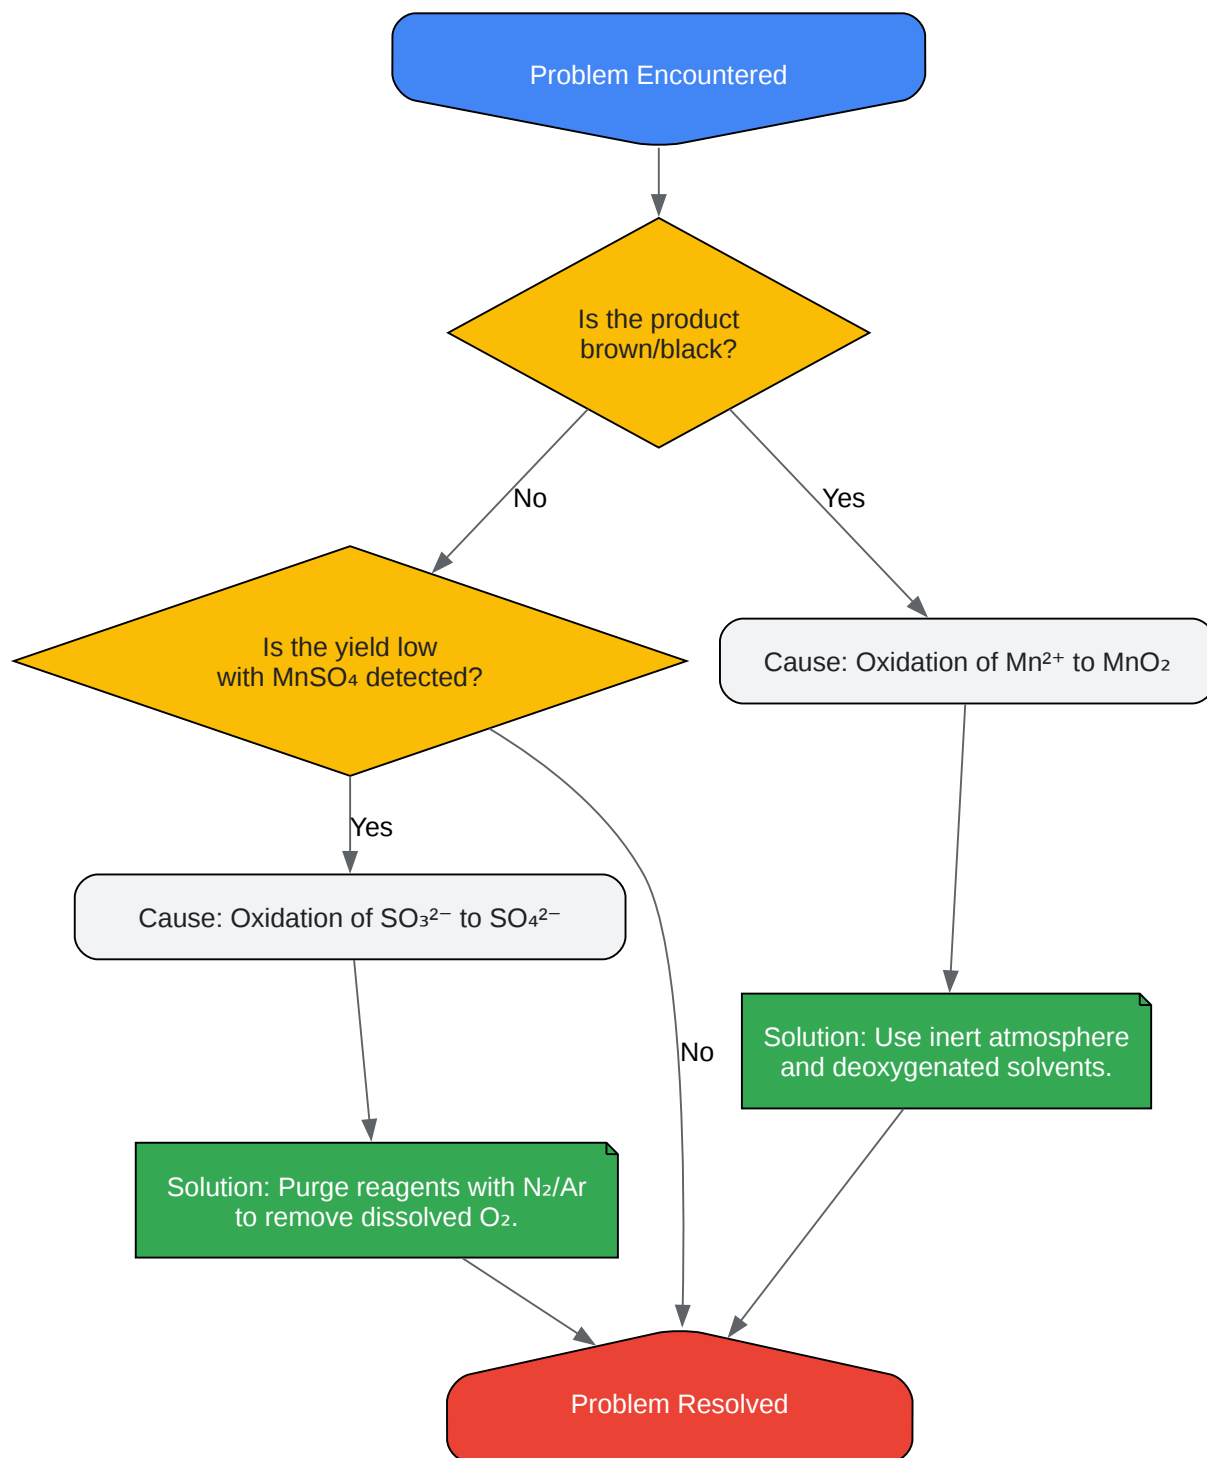 Problem Encountered
Is the product
brown/black?
No
Yes
Is the yield low
with MnSO₄ detected?
Cause: Oxidation of Mn²⁺ to MnO₂
Yes
Cause: Oxidation of SO₃²⁻ to SO₄²⁻
Solution: Use inert atmosphere
and deoxygenated solvents.
No
Solution: Purge reagents with N₂/Ar
to remove dissolved O₂.
Problem Resolved